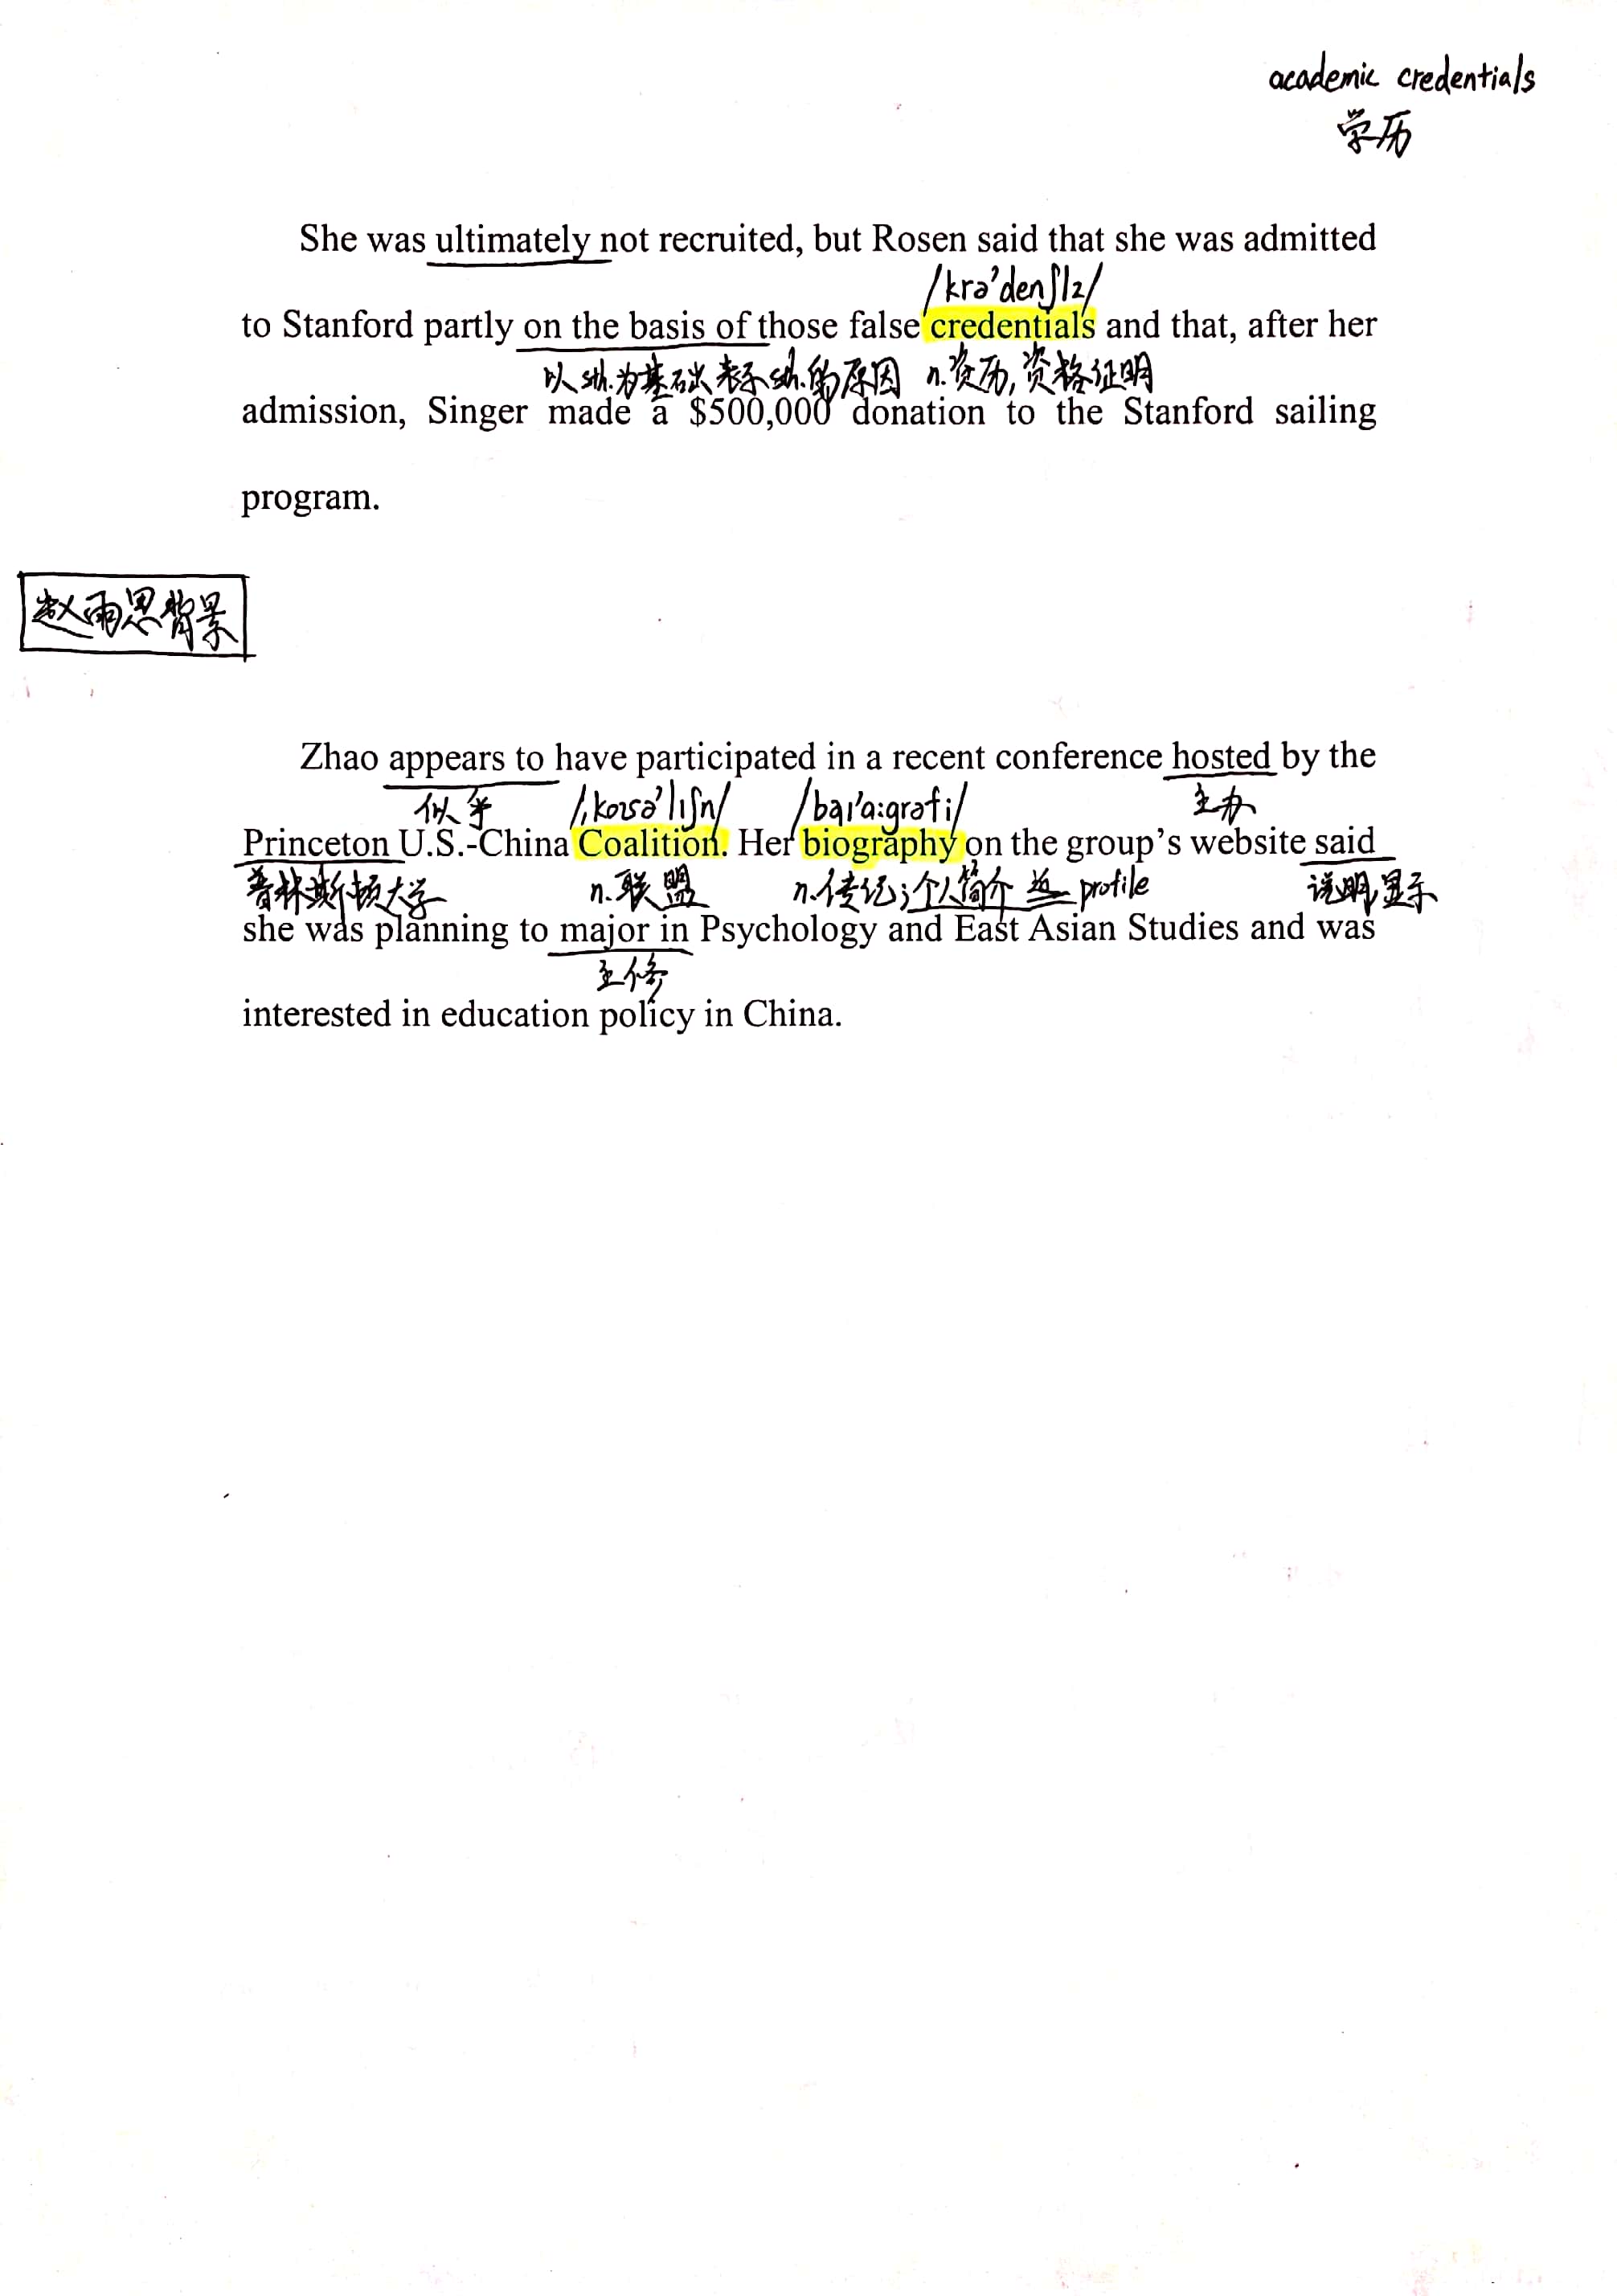 academic credentials
学历
She was ultimately not recruited, but Rosen said that she was admitted
/krə'denʃlz/
to Stanford partly on the basis of those false credentials and that, after her
以sth.为基础 表示sth.的原因 n.资历,资格证明
admission, Singer made a $500,000 donation to the Stanford sailing
program.
赵雨思背景
Zhao appears to have participated in a recent conference hosted by the
似乎 /ˌkoʊə'lɪʃn/ /baɪ'ɑ:grəfi/ 主办
Princeton U.S.-China Coalition. Her biography on the group's website said
普林斯顿大学 n.联盟 n.传记;个人简介 profile 说明,显示
she was planning to major in Psychology and East Asian Studies and was
主修
interested in education policy in China.